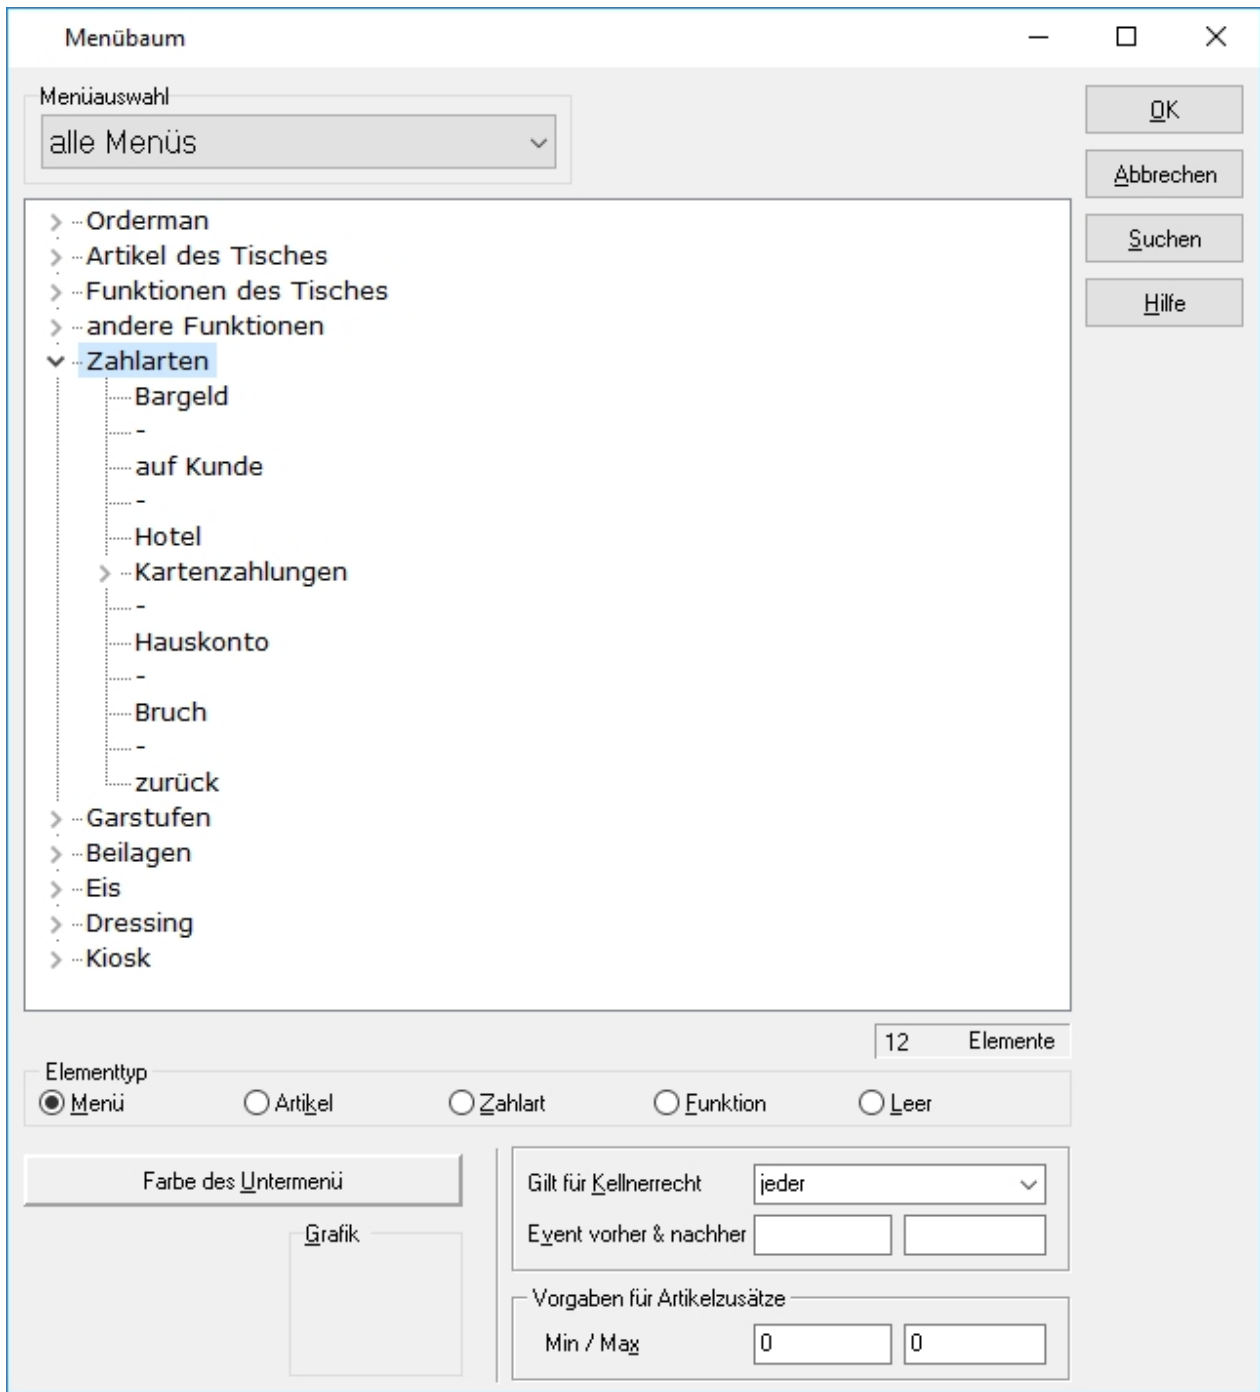 Menübaum
Menüauswahl
alle Menüs
OK
Abbrechen
Suchen
Hilfe
Orderman
Artikel des Tisches
Funktionen des Tisches
andere Funktionen
Zahlarten
Bargeld
-
auf Kunde
-
Hotel
Kartenzahlungen
-
Hauskonto
-
Bruch
-
zurück
Garstufen
Beilagen
Eis
Dressing
Kiosk
12 Elemente
Elementtyp
Menü Artikel Zahlart Funktion Leer
Farbe des Untermenü
Grafik
Gilt für Kellnerrecht jeder
Event vorher & nachher
Vorgaben für Artikelzusätze
Min / Max 0 0